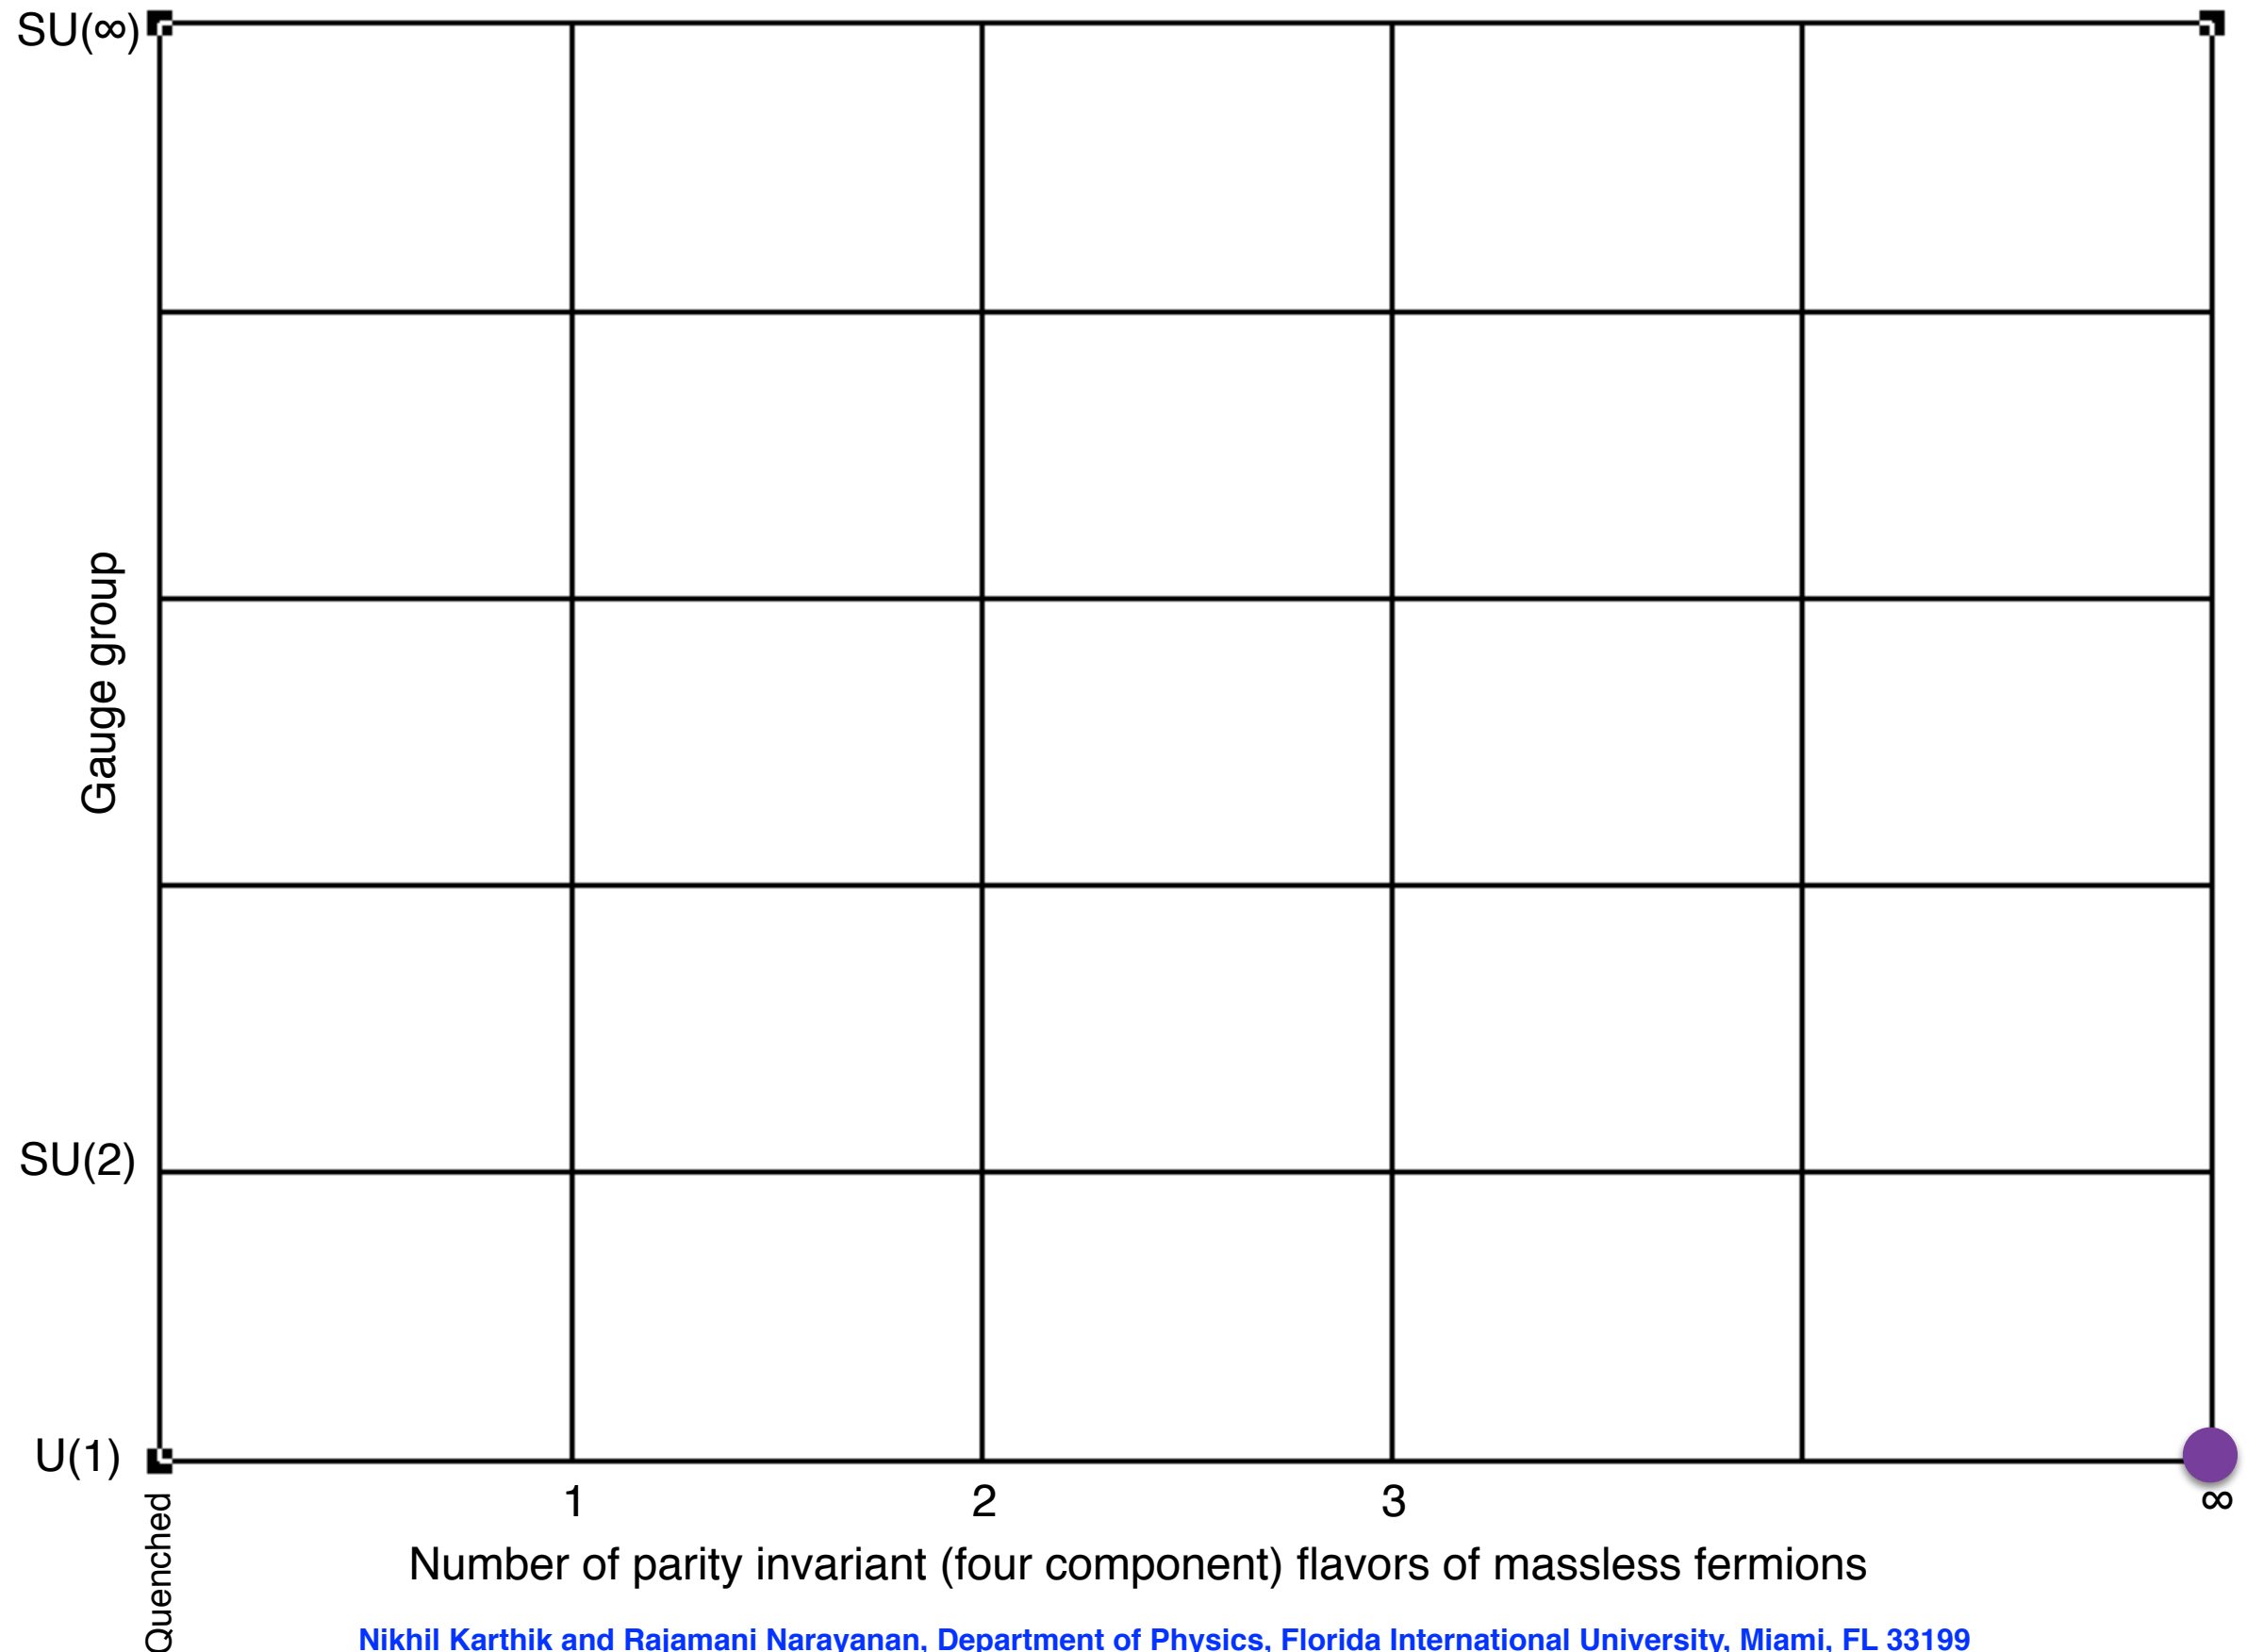 SU(∞)
Gauge group
SU(2)
U(1)
Quenched
1
2
3
∞
Number of parity invariant (four component) flavors of massless fermions
Nikhil Karthik and Rajamani Narayanan, Department of Physics, Florida International University, Miami, FL 33199